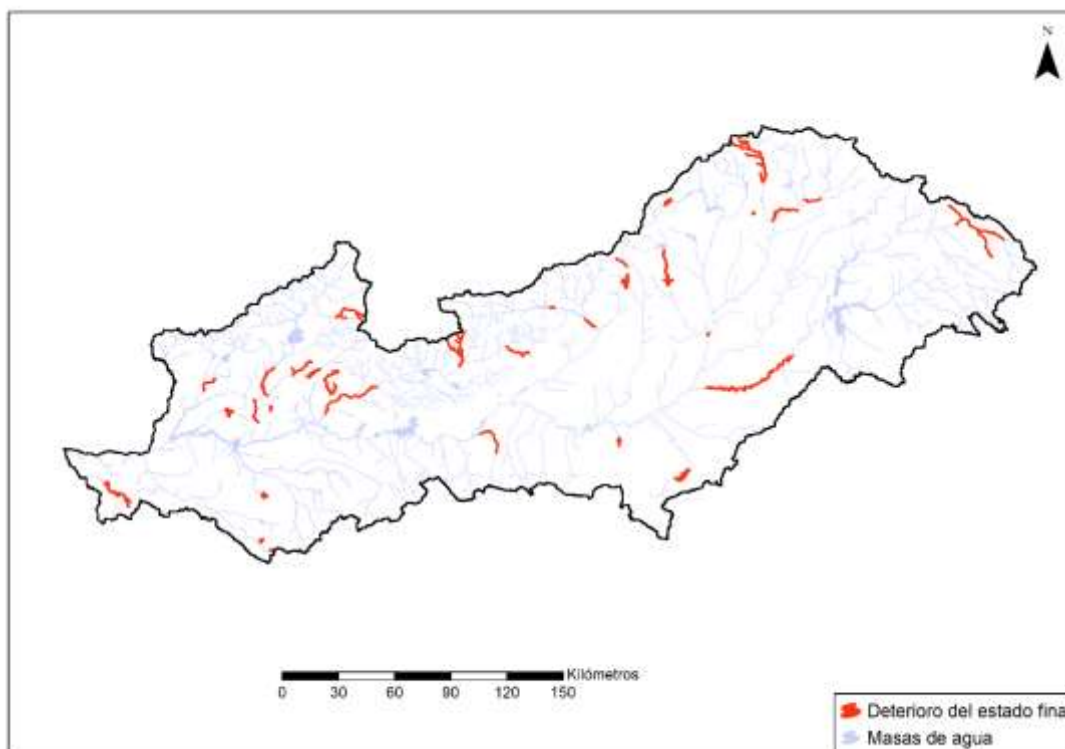 N
Kilómetros
0 30 60 90 120 150
Deterioro del estado fina
Masas de agua